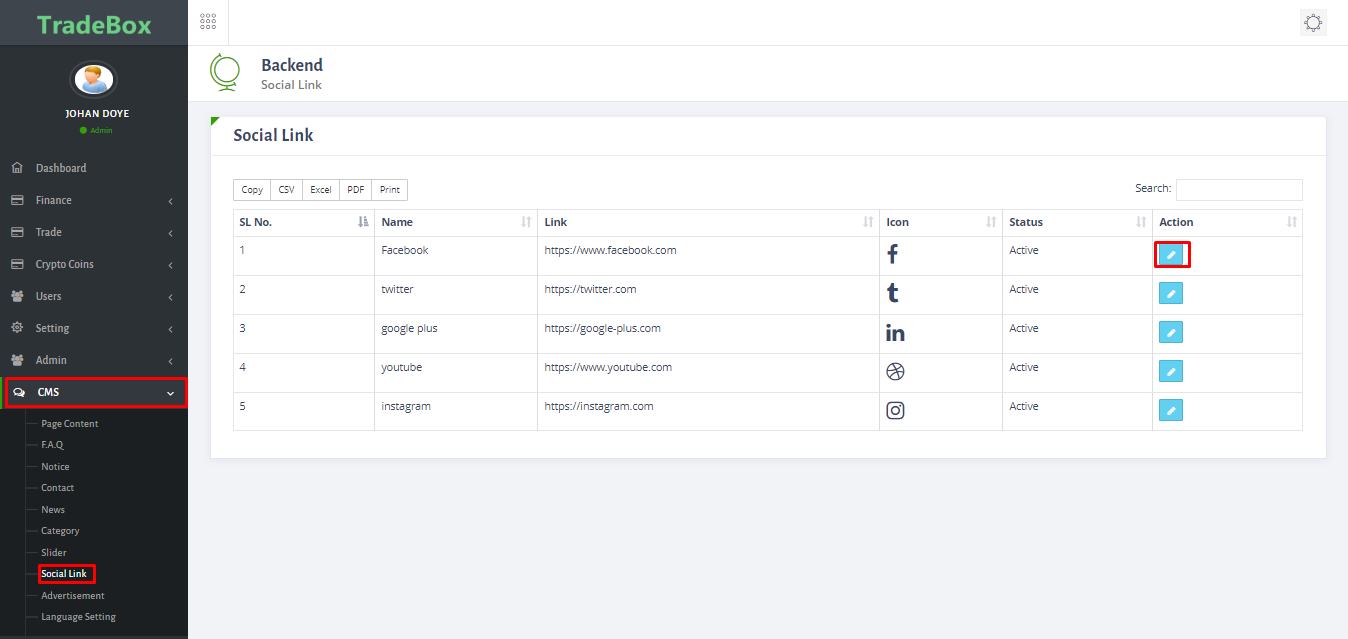 TradeBox
JOHAN DOYE
Admin
Dashboard
Finance
Trade
Crypto Coins
Users
Setting
Admin
CMS
Page Content
F.A.Q
Notice
Contact
News
Category
Slider
Social Link
Advertisement
Language Setting
Backend
Social Link
Social Link
Copy CSV Excel PDF Print
Search:
SL No. Name Link Icon Status Action
1 Facebook https://www.facebook.com Active
2 twitter https://twitter.com Active
3 google plus https://google-plus.com Active
4 youtube https://www.youtube.com Active
5 instagram https://instagram.com Active